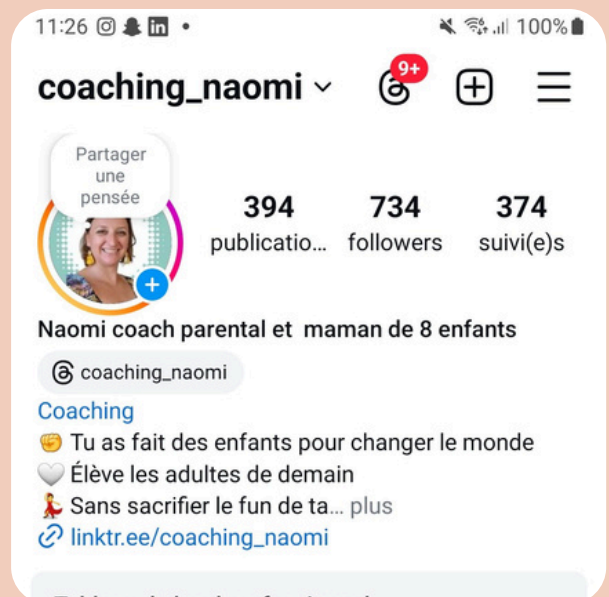 11:26
100%
coaching_naomi
9+
Partager
une
pensée
394 734 374
publicatio... followers suivi(e)s
Naomi coach parental et maman de 8 enfants
coaching_naomi
Coaching
✊ Tu as fait des enfants pour changer le monde
🤍 Élève les adultes de demain
💃 Sans sacrifier le fun de ta... plus
linktr.ee/coaching_naomi